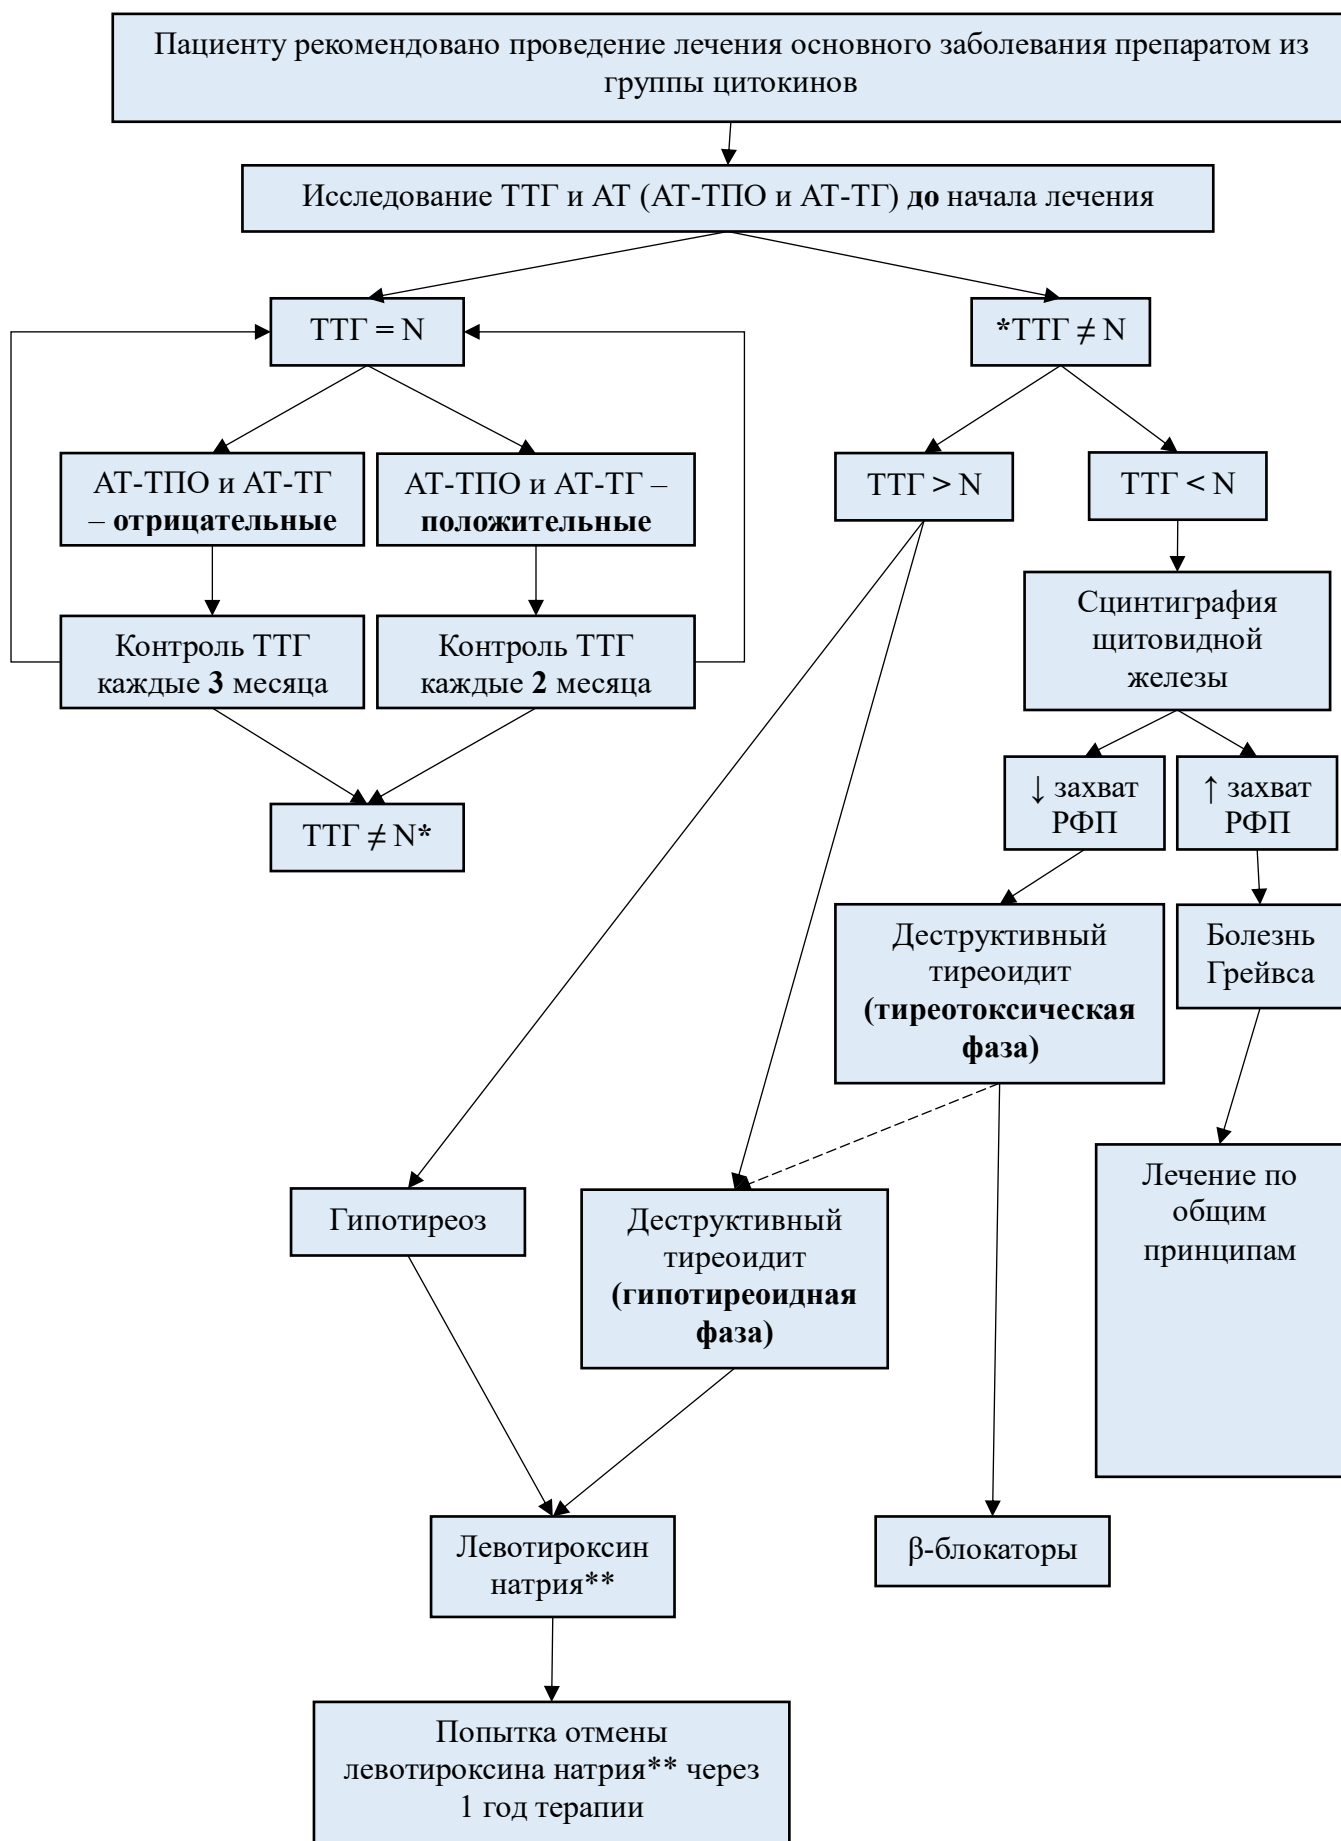 Пациенту рекомендовано проведение лечения основного заболевания препаратом из
группы цитокинов
Исследование ТТГ и АТ (АТ-ТПО и АТ-ТГ) до начала лечения
ТТГ = N
*ТТГ ≠ N
АТ-ТПО и АТ-ТГ
– отрицательные
АТ-ТПО и АТ-ТГ –
положительные
ТТГ > N
ТТГ < N
Контроль ТТГ
каждые 3 месяца
Контроль ТТГ
каждые 2 месяца
Сцинтиграфия
щитовидной
железы
ТТГ ≠ N*
↓ захват
РФП
↑ захват
РФП
Деструктивный
тиреоидит
(тиреотоксическая
фаза)
Болезнь
Грейвса
Гипотиреоз
Деструктивный
тиреоидит
(гипотиреоидная
фаза)
Лечение по
общим
принципам
Левотироксин
натрия**
β-блокаторы
Попытка отмены
левотироксина натрия** через
1 год терапии